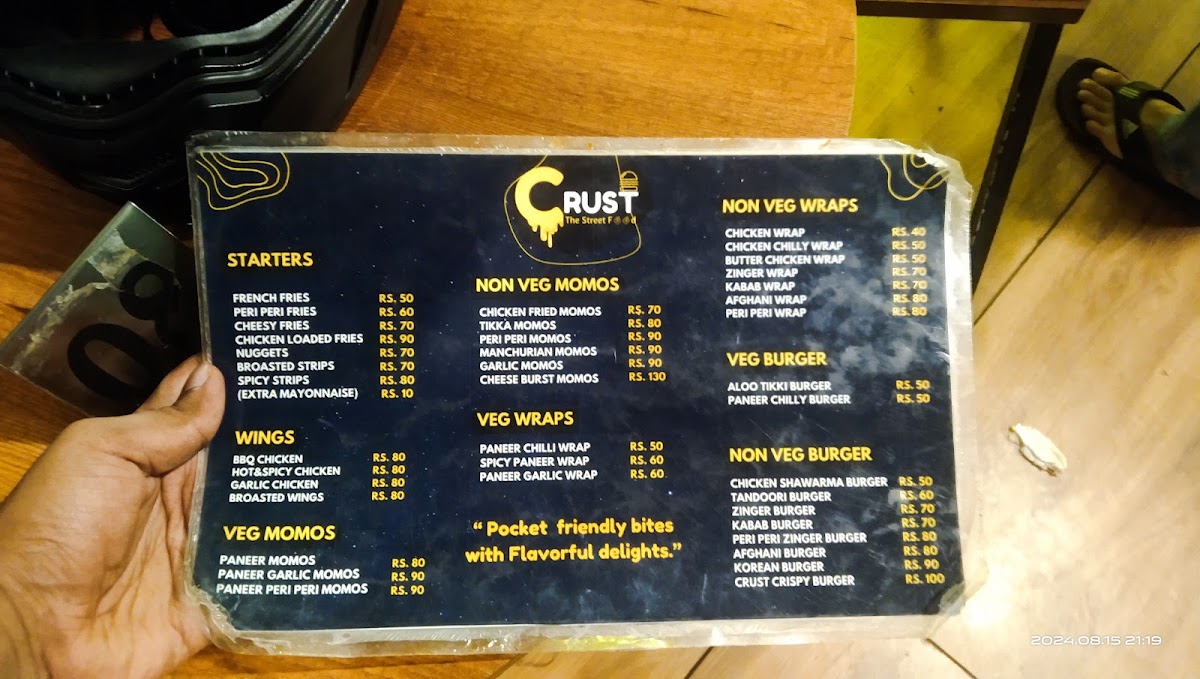 CRUST
The Street Food
STARTERS
FRENCH FRIES RS. 50
PERI PERI FRIES RS. 60
CHEESY FRIES RS. 70
CHICKEN LOADED FRIES RS. 90
NUGGETS RS. 70
BROASTED STRIPS RS. 70
SPICY STRIPS RS. 80
(EXTRA MAYONNAISE) RS. 10
WINGS
BBQ CHICKEN RS. 80
HOT&SPICY CHICKEN RS. 80
GARLIC CHICKEN RS. 80
BROASTED WINGS RS. 80
VEG MOMOS
PANEER MOMOS RS. 80
PANEER GARLIC MOMOS RS. 90
PANEER PERI PERI MOMOS RS. 90
NON VEG MOMOS
CHICKEN FRIED MOMOS RS. 70
TIKKA MOMOS RS. 80
PERI PERI MOMOS RS. 90
MANCHURIAN MOMOS RS. 90
GARLIC MOMOS RS. 90
CHEESE BURST MOMOS RS. 130
VEG WRAPS
PANEER CHILLI WRAP RS. 50
SPICY PANEER WRAP RS. 60
PANEER GARLIC WRAP RS. 60
“ Pocket friendly bites
with Flavorful delights.”
NON VEG WRAPS
CHICKEN WRAP RS. 40
CHICKEN CHILLY WRAP RS. 50
BUTTER CHICKEN WRAP RS. 50
ZINGER WRAP RS. 70
KABAB WRAP RS. 70
AFGHANI WRAP RS. 80
PERI PERI WRAP RS. 80
VEG BURGER
ALOO TIKKI BURGER RS. 50
PANEER CHILLY BURGER RS. 50
NON VEG BURGER
CHICKEN SHAWARMA BURGER RS. 50
TANDOORI BURGER RS. 60
ZINGER BURGER RS. 70
KABAB BURGER RS. 70
PERI PERI ZINGER BURGER RS. 80
AFGHANI BURGER RS. 80
KOREAN BURGER RS. 90
CRUST CRISPY BURGER RS. 100
2024.08.15 21:19